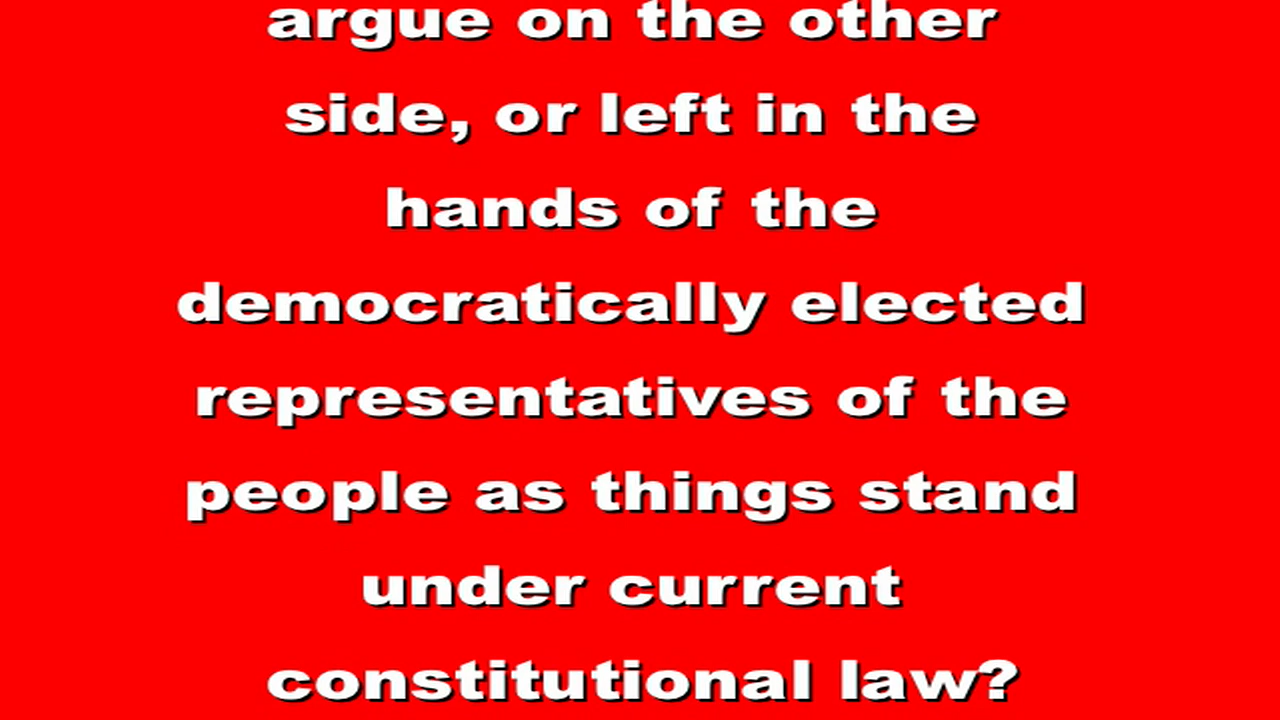 argue on the other
side, or left in the
hands of the
democratically elected
representatives of the
people as things stand
under current
constitutional law?